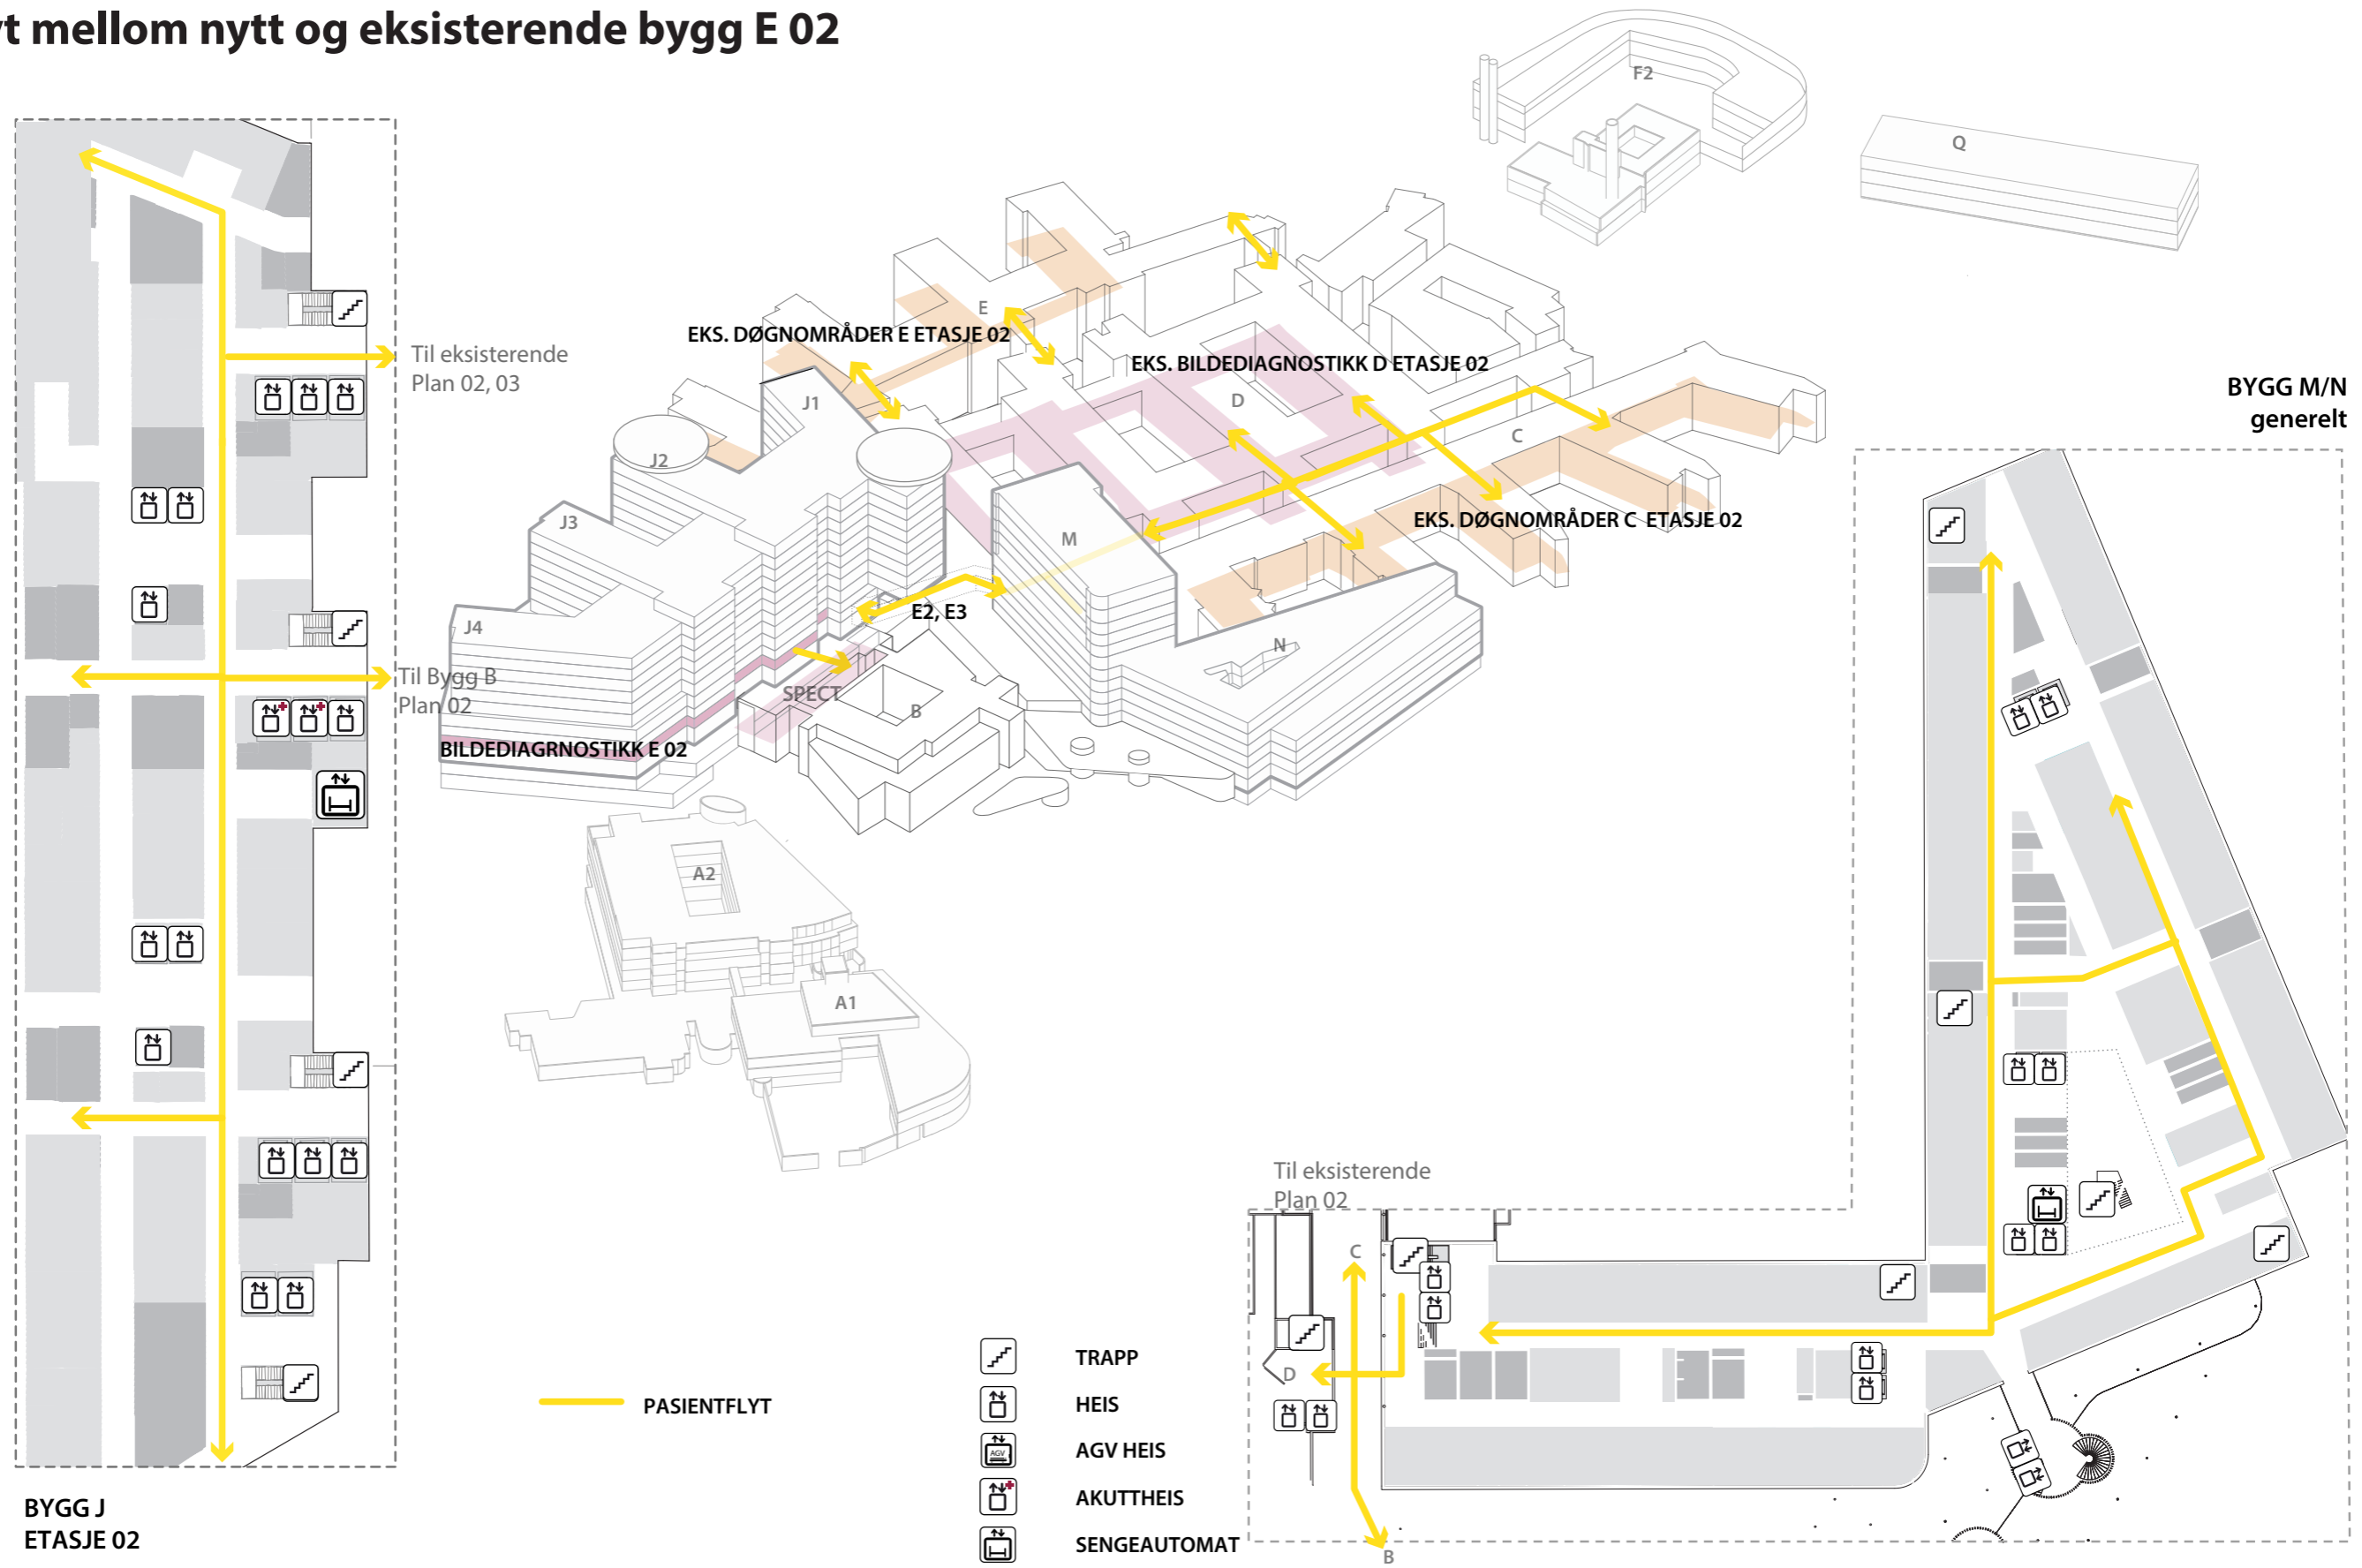 t mellom nytt og eksisterende bygg E 02
F2
Q
Til eksisterende
Plan 02, 03
EKS. DØGNOMRÅDER E ETASJE 02
E
EKS. BILDEDIAGNOSTIKK D ETASJE 02
D
J1
J2
J3
J4
C
M
EKS. DØGNOMRÅDER C ETASJE 02
BYGG M/N
generelt
E2, E3
N
Til Bygg B
Plan 02
SPECT
B
BILDEDIAGRNOSTIKK E 02
A2
A1
Til eksisterende
Plan 02
C
D
B
PASIENTFLYT
TRAPP
HEIS
AGV
AGV HEIS
AKUTTHEIS
SENGEAUTOMAT
BYGG J
ETASJE 02